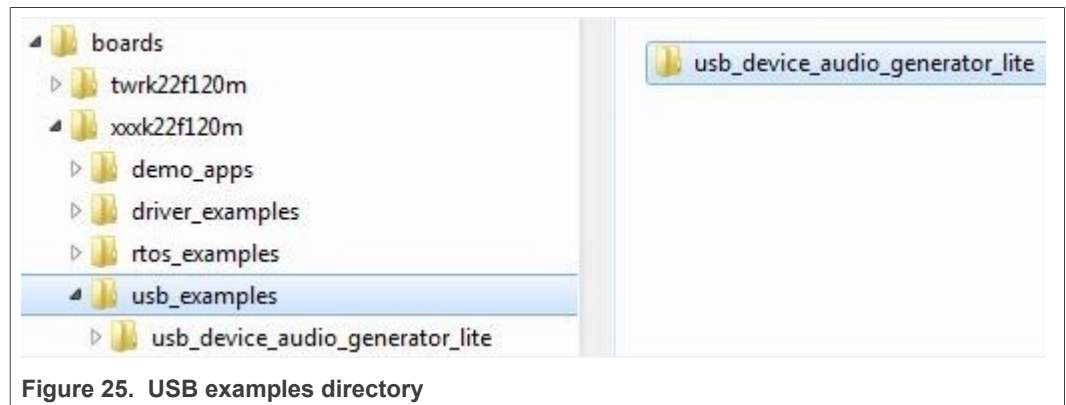 boards
twrk22f120m
xxxk22f120m
demo_apps
driver_examples
rtos_examples
usb_examples
usb_device_audio_generator_lite
usb_device_audio_generator_lite
Figure 25. USB examples directory